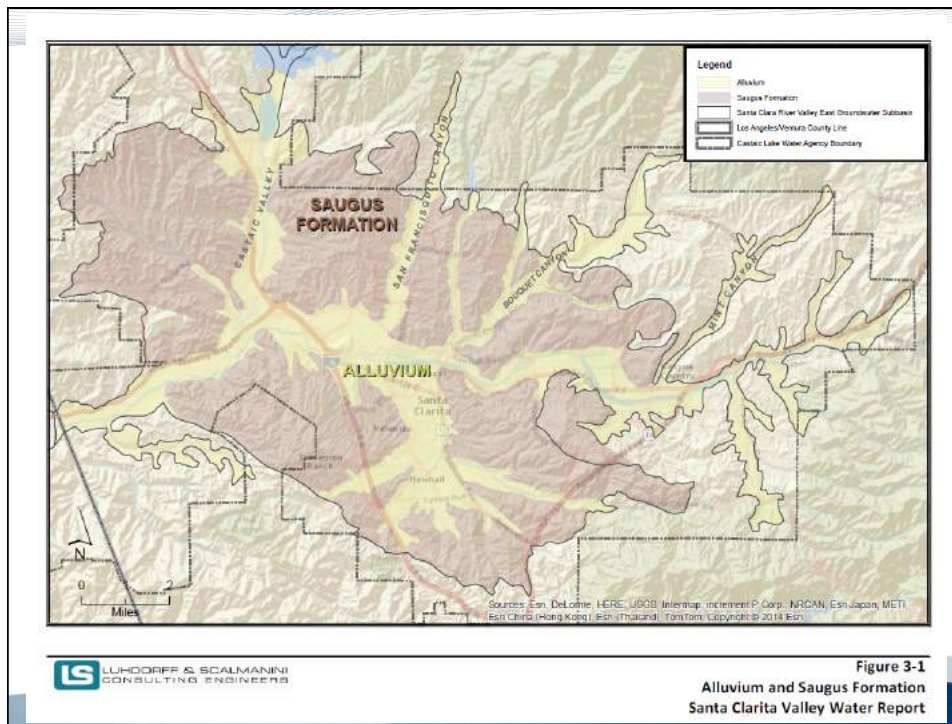 Legend
Alluvium
Saugus Formation
Santa Clara River Valley East Groundwater Subbasin
Los Angeles/Ventura County Line
Castaic Lake Water Agency Boundary
CASTAIC VALLEY
SAUGUS
FORMATION
SAN FRANCISQUITO CANYON
BOUQUET CANYON
MINT CANYON
ALLUVIUM
Santa
Clarita
Newhall
N
0 2
Miles
Sources: Esri, DeLorme, HERE, USGS, Intermap, increment P Corp., NRCAN, Esri Japan, METI,
Esri China (Hong Kong), Esri (Thailand), TomTom, Copyright © 2014 Esri
LS
LUHDORFF & SCALMANINI
CONSULTING ENGINEERS
Figure 3-1
Alluvium and Saugus Formation
Santa Clarita Valley Water Report